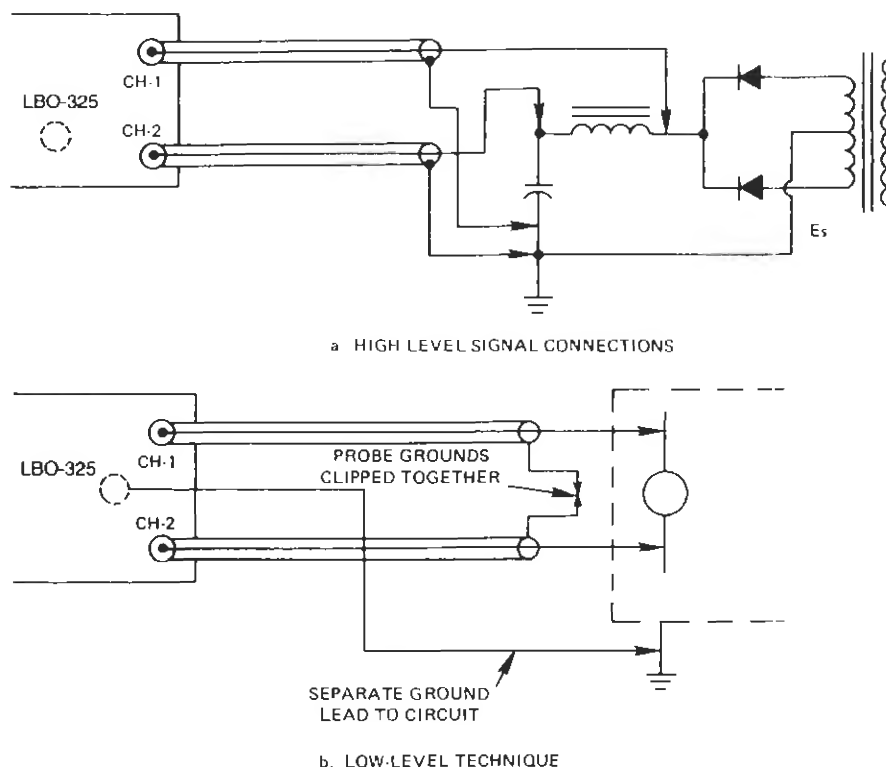 CH-1
LBO-325
CH-2
Es
a HIGH LEVEL SIGNAL CONNECTIONS
CH-1
PROBE GROUNDS
CLIPPED TOGETHER
LBO-325
CH-2
SEPARATE GROUND
LEAD TO CIRCUIT
b. LOW-LEVEL TECHNIQUE